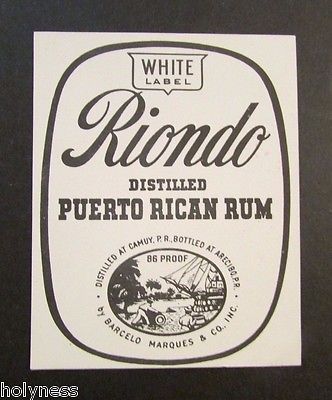 WHITE
LABEL
Riondo
DISTILLED
PUERTO RICAN RUM
DISTILLED AT CAMUY, P.R., BOTTLED AT ARECIBO, P.R.
86 PROOF
• by BARCELO MARQUES & CO. INC. •
holyness